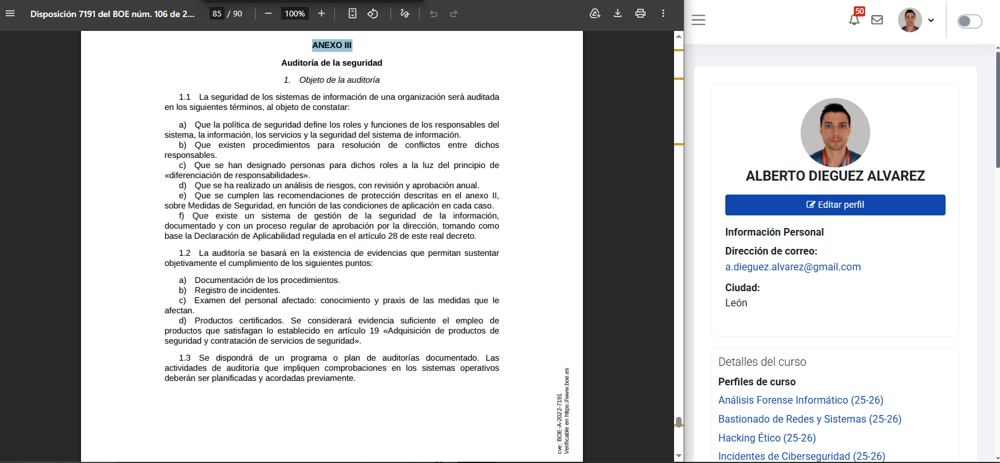 Disposición 7191 del BOE núm. 106 de 2...
85 / 90
100%
ANEXO III
Auditoría de la seguridad
1. Objeto de la auditoría
1.1 La seguridad de los sistemas de información de una organización será auditada
en los siguientes términos, al objeto de constatar:
a) Que la política de seguridad define los roles y funciones de los responsables del
sistema, la información, los servicios y la seguridad del sistema de información.
b) Que existen procedimientos para resolución de conflictos entre dichos
responsables.
c) Que se han designado personas para dichos roles a la luz del principio de
«diferenciación de responsabilidades».
d) Que se ha realizado un análisis de riesgos, con revisión y aprobación anual.
e) Que se cumplen las recomendaciones de protección descritas en el anexo II,
sobre Medidas de Seguridad, en función de las condiciones de aplicación en cada caso.
f) Que existe un sistema de gestión de la seguridad de la información,
documentado y con un proceso regular de aprobación por la dirección, tomando como
base la Declaración de Aplicabilidad regulada en el artículo 28 de este real decreto.
1.2 La auditoría se basará en la existencia de evidencias que permitan sustentar
objetivamente el cumplimiento de los siguientes puntos:
a) Documentación de los procedimientos.
b) Registro de incidentes.
c) Examen del personal afectado: conocimiento y praxis de las medidas que le
afectan.
d) Productos certificados. Se considerará evidencia suficiente el empleo de
productos que satisfagan lo establecido en artículo 19 «Adquisición de productos de
seguridad y contratación de servicios de seguridad».
1.3 Se dispondrá de un programa o plan de auditorías documentado. Las
actividades de auditoría que impliquen comprobaciones en los sistemas operativos
deberán ser planificadas y acordadas previamente.
cve: BOE-A-2022-7191
Verificable en https://www.boe.es
50
ALBERTO DIEGUEZ ALVAREZ
Editar perfil
Información Personal
Dirección de correo:
a.dieguez.alvarez@gmail.com
Ciudad:
León
Detalles del curso
Perfiles de curso
Análisis Forense Informático (25-26)
Bastionado de Redes y Sistemas (25-26)
Hacking Ético (25-26)
Incidentes de Ciberseguridad (25-26)